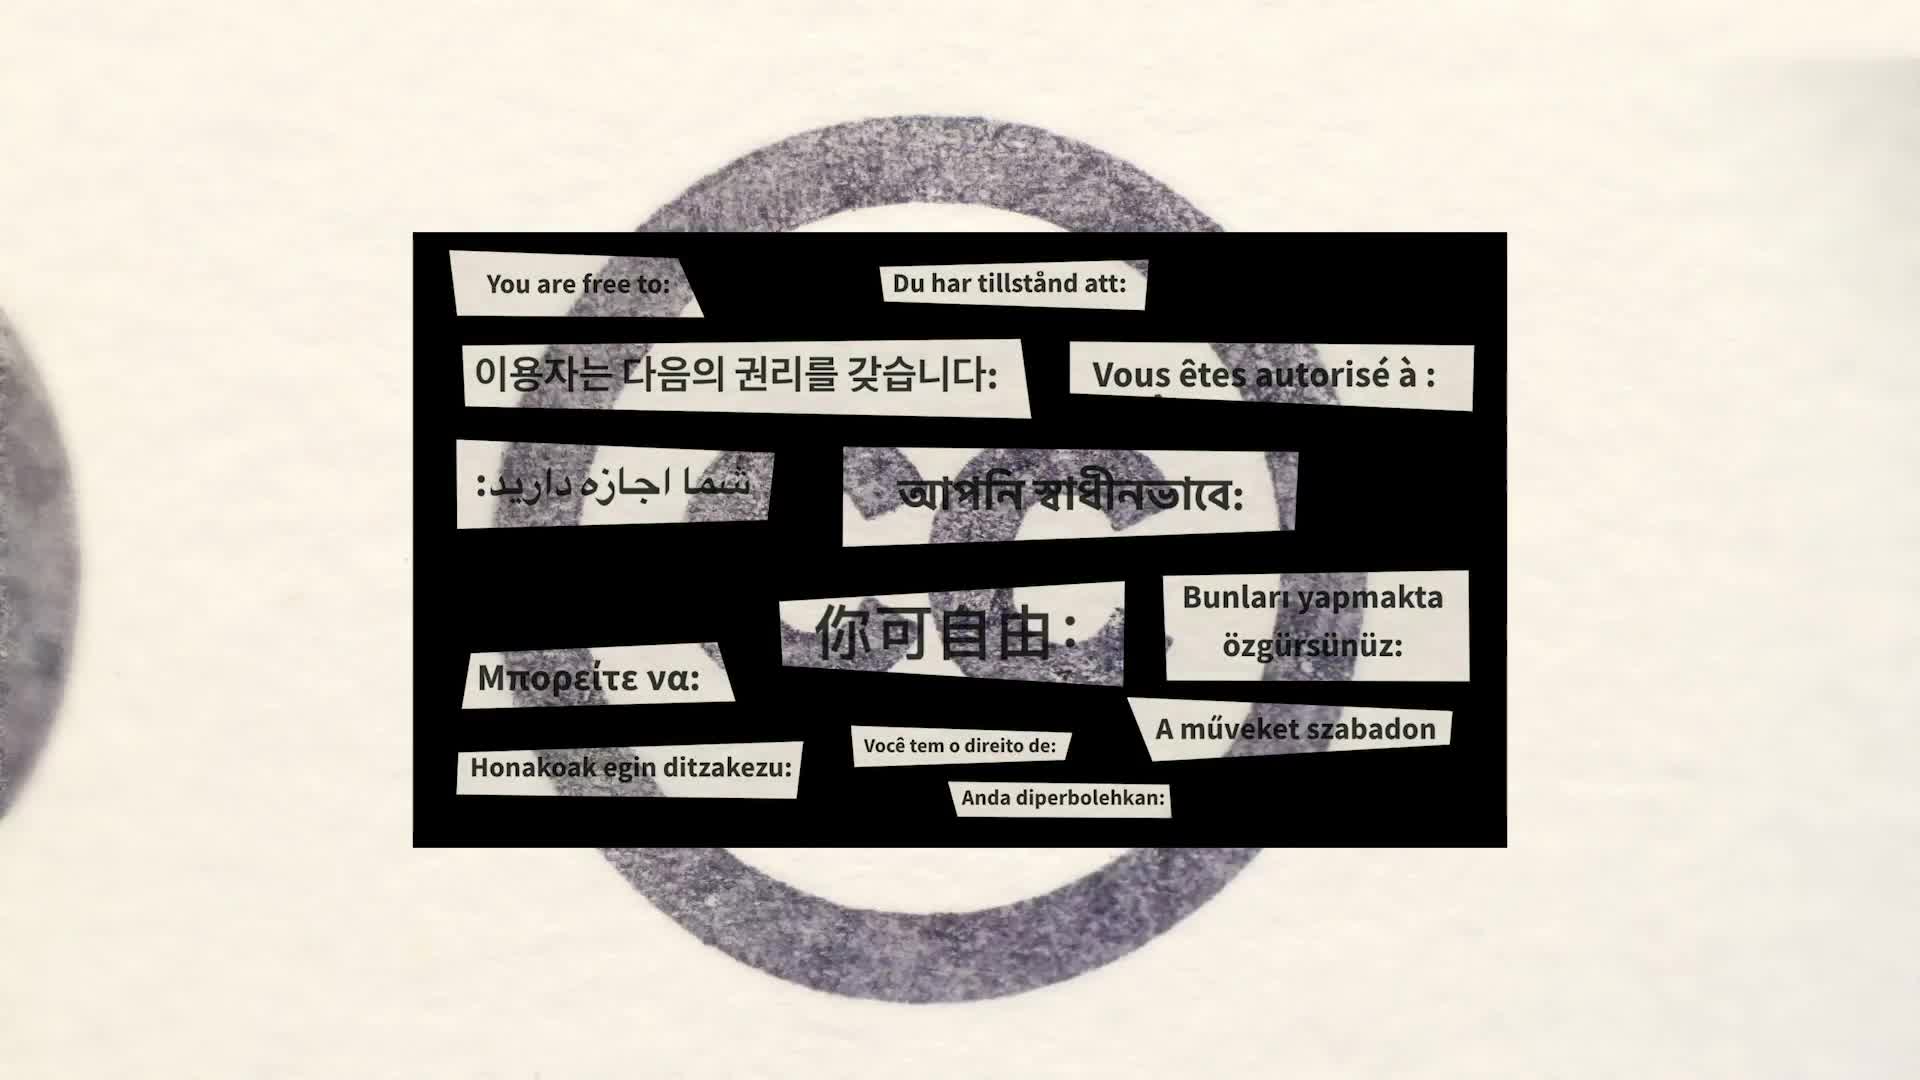 You are free to:
Du har tillstånd att:
이용자는 다음의 권리를 갖습니다:
Vous êtes autorisé à :
شما اجازه دارید:
আপনি স্বাধীনভাবে:
你可自由：
Bunları yapmakta
özgürsünüz:
Μπορείτε να:
A műveket szabadon
Você tem o direito de:
Honakoak egin ditzakezu:
Anda diperbolehkan:
cc